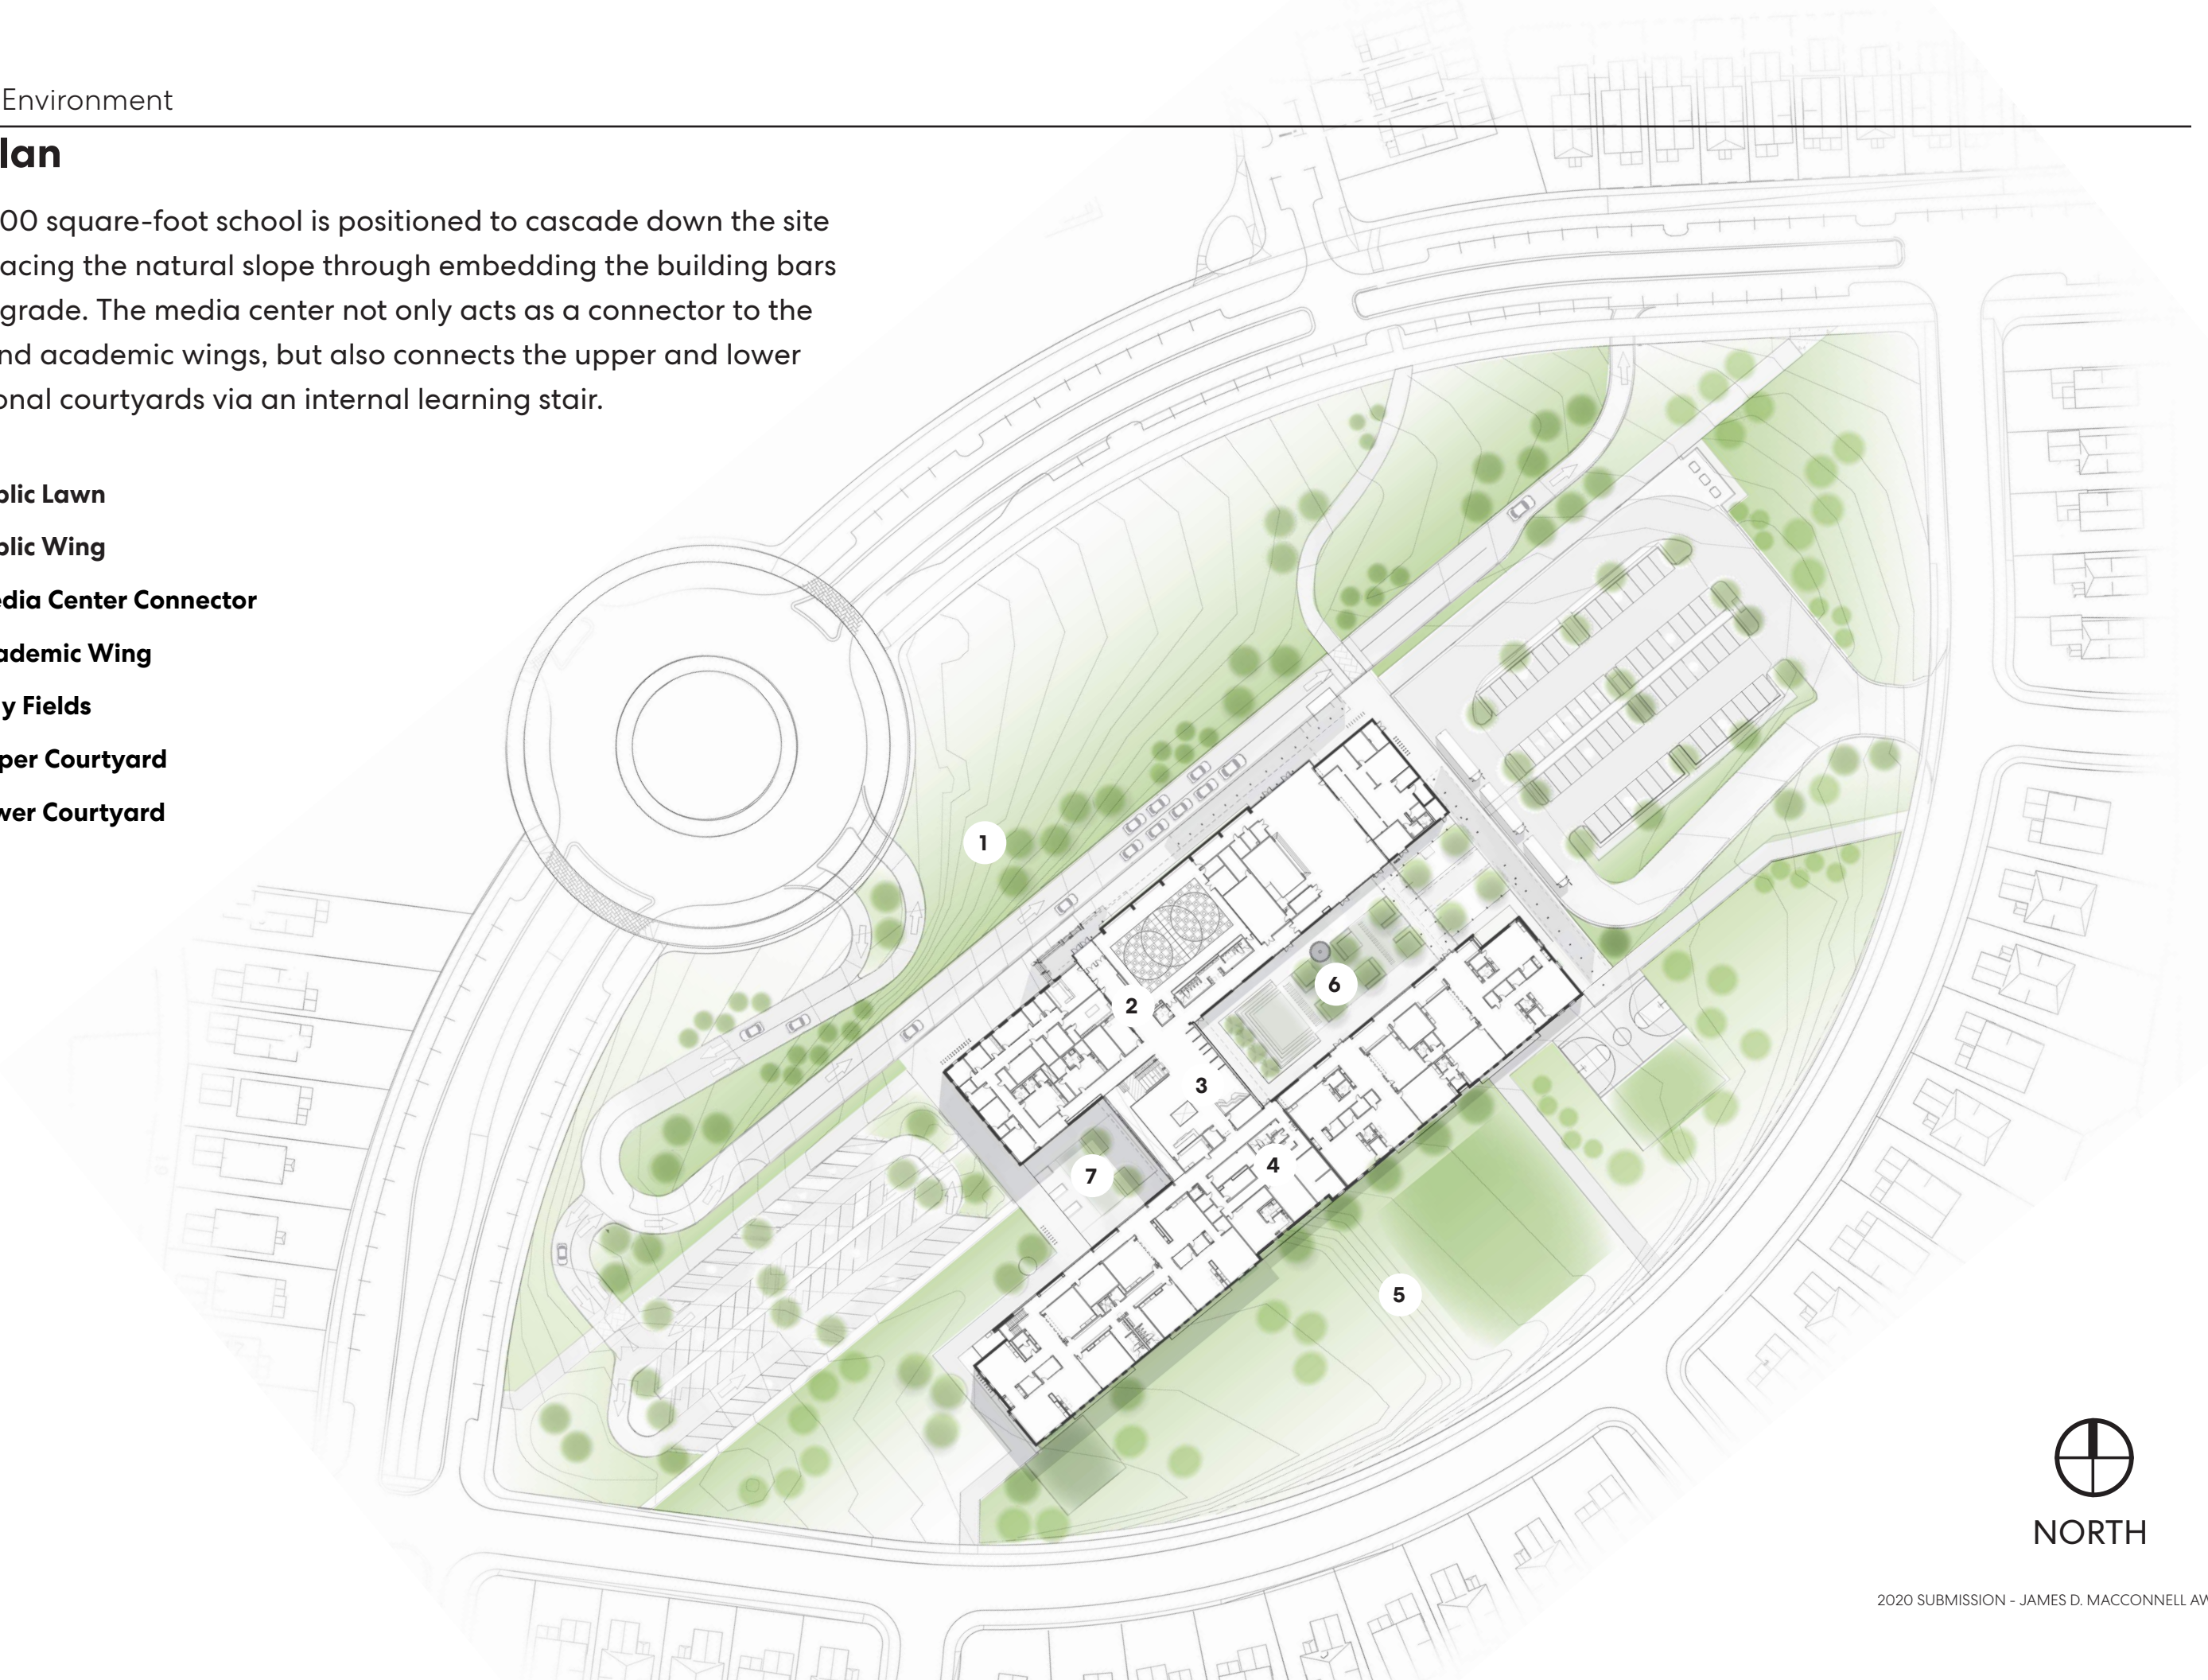 Environment
lan
00 square-foot school is positioned to cascade down the site
acing the natural slope through embedding the building bars
grade. The media center not only acts as a connector to the
nd academic wings, but also connects the upper and lower
onal courtyards via an internal learning stair.
blic Lawn
blic Wing
edia Center Connector
ademic Wing
y Fields
per Courtyard
wer Courtyard
1
2
6
3
4
7
5
NORTH
2020 SUBMISSION - JAMES D. MACCONNELL AW